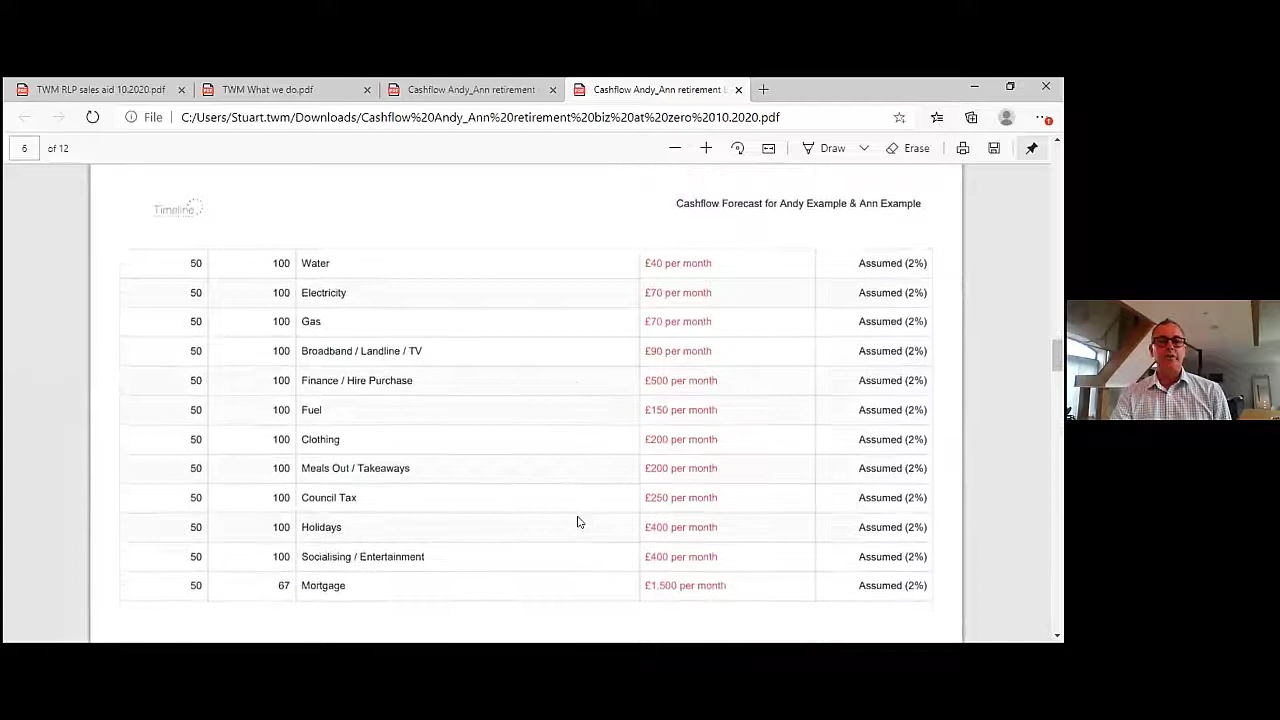 TWM RLP sales aid 10.2020.pdf
TWM What we do.pdf
Cashflow Andy_Ann retirement
Cashflow Andy_Ann retirement
File
C:/Users/Stuart.twm/Downloads/Cashflow%20Andy_Ann%20retirement%20biz%20at%20zero%2010.2020.pdf
6 of 12
Draw
Erase
Timeline
Cashflow Forecast for Andy Example & Ann Example
50 100 Water £40 per month Assumed (2%)
50 100 Electricity £70 per month Assumed (2%)
50 100 Gas £70 per month Assumed (2%)
50 100 Broadband / Landline / TV £90 per month Assumed (2%)
50 100 Finance / Hire Purchase £500 per month Assumed (2%)
50 100 Fuel £150 per month Assumed (2%)
50 100 Clothing £200 per month Assumed (2%)
50 100 Meals Out / Takeaways £200 per month Assumed (2%)
50 100 Council Tax £250 per month Assumed (2%)
50 100 Holidays £400 per month Assumed (2%)
50 100 Socialising / Entertainment £400 per month Assumed (2%)
50 67 Mortgage £1,500 per month Assumed (2%)